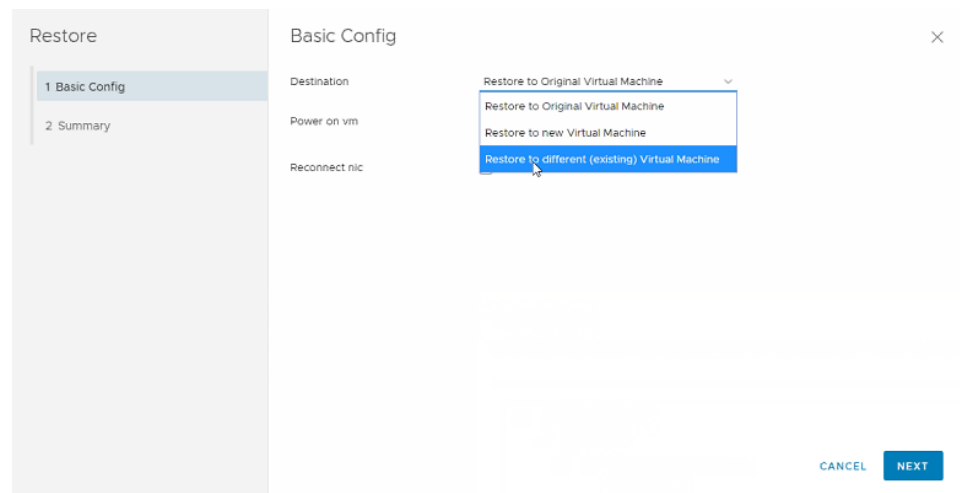 Restore
1 Basic Config
2 Summary
Basic Config
Destination
Restore to Original Virtual Machine
Restore to Original Virtual Machine
Restore to new Virtual Machine
Restore to different (existing) Virtual Machine
Power on vm
Reconnect nic
CANCEL
NEXT